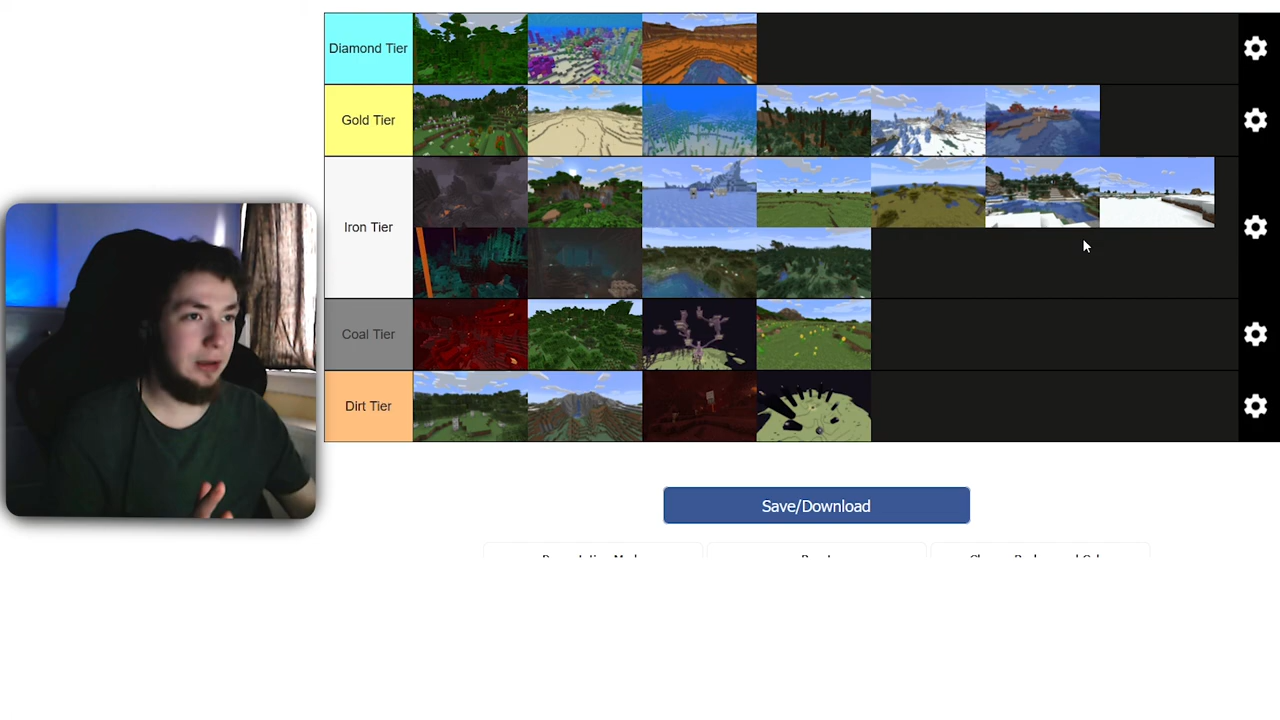 Diamond Tier
Gold Tier
Iron Tier
Coal Tier
Dirt Tier
Save/Download